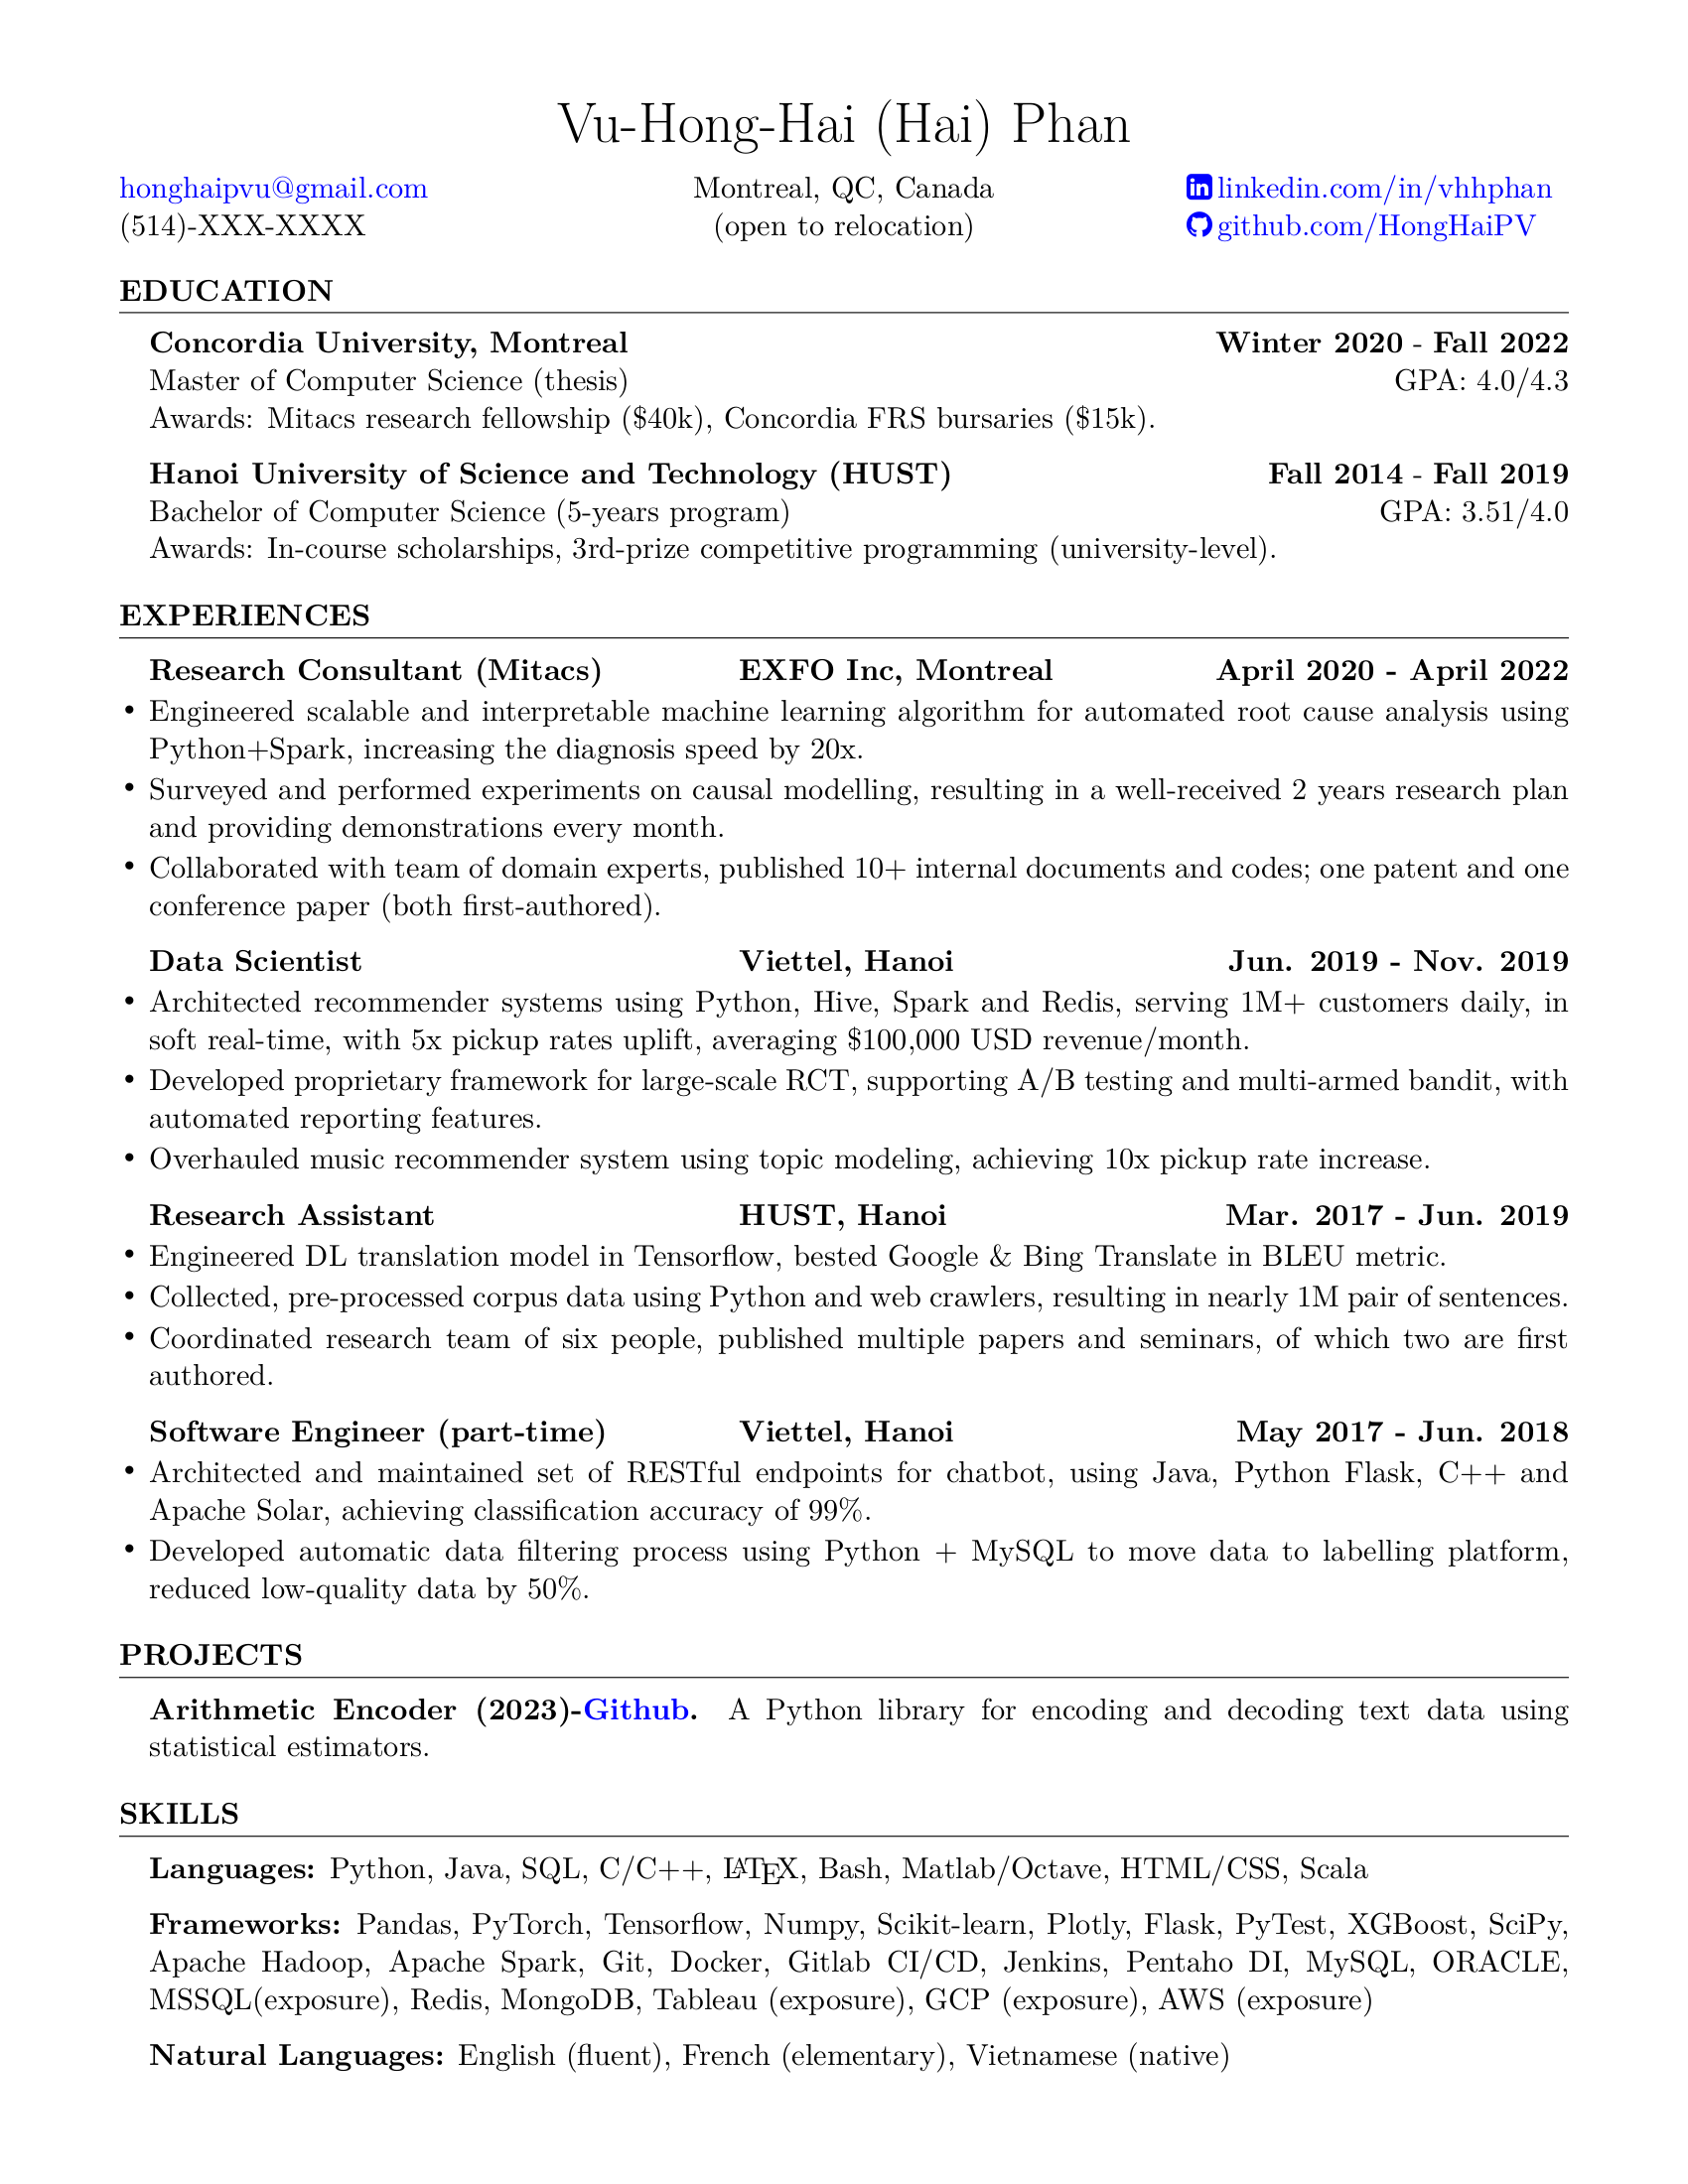 Vu-Hong-Hai (Hai) Phan
honghaipvu@gmail.com Montreal, QC, Canada linkedin.com/in/vhhphan
(514)-XXX-XXXX (open to relocation) github.com/HongHaiPV
EDUCATION
Concordia University, Montreal Winter 2020 - Fall 2022
Master of Computer Science (thesis) GPA: 4.0/4.3
Awards: Mitacs research fellowship ($40k), Concordia FRS bursaries ($15k).
Hanoi University of Science and Technology (HUST) Fall 2014 - Fall 2019
Bachelor of Computer Science (5-years program) GPA: 3.51/4.0
Awards: In-course scholarships, 3rd-prize competitive programming (university-level).
EXPERIENCES
Research Consultant (Mitacs) EXFO Inc, Montreal April 2020 - April 2022
• Engineered scalable and interpretable machine learning algorithm for automated root cause analysis using
Python+Spark, increasing the diagnosis speed by 20x.
• Surveyed and performed experiments on causal modelling, resulting in a well-received 2 years research plan
and providing demonstrations every month.
• Collaborated with team of domain experts, published 10+ internal documents and codes; one patent and one
conference paper (both first-authored).
Data Scientist Viettel, Hanoi Jun. 2019 - Nov. 2019
• Architected recommender systems using Python, Hive, Spark and Redis, serving 1M+ customers daily, in
soft real-time, with 5x pickup rates uplift, averaging $100,000 USD revenue/month.
• Developed proprietary framework for large-scale RCT, supporting A/B testing and multi-armed bandit, with
automated reporting features.
• Overhauled music recommender system using topic modeling, achieving 10x pickup rate increase.
Research Assistant HUST, Hanoi Mar. 2017 - Jun. 2019
• Engineered DL translation model in Tensorflow, bested Google & Bing Translate in BLEU metric.
• Collected, pre-processed corpus data using Python and web crawlers, resulting in nearly 1M pair of sentences.
• Coordinated research team of six people, published multiple papers and seminars, of which two are first
authored.
Software Engineer (part-time) Viettel, Hanoi May 2017 - Jun. 2018
• Architected and maintained set of RESTful endpoints for chatbot, using Java, Python Flask, C++ and
Apache Solar, achieving classification accuracy of 99%.
• Developed automatic data filtering process using Python + MySQL to move data to labelling platform,
reduced low-quality data by 50%.
PROJECTS
Arithmetic Encoder (2023)-Github. A Python library for encoding and decoding text data using
statistical estimators.
SKILLS
Languages: Python, Java, SQL, C/C++, LATEX, Bash, Matlab/Octave, HTML/CSS, Scala
Frameworks: Pandas, PyTorch, Tensorflow, Numpy, Scikit-learn, Plotly, Flask, PyTest, XGBoost, SciPy,
Apache Hadoop, Apache Spark, Git, Docker, Gitlab CI/CD, Jenkins, Pentaho DI, MySQL, ORACLE,
MSSQL(exposure), Redis, MongoDB, Tableau (exposure), GCP (exposure), AWS (exposure)
Natural Languages: English (fluent), French (elementary), Vietnamese (native)